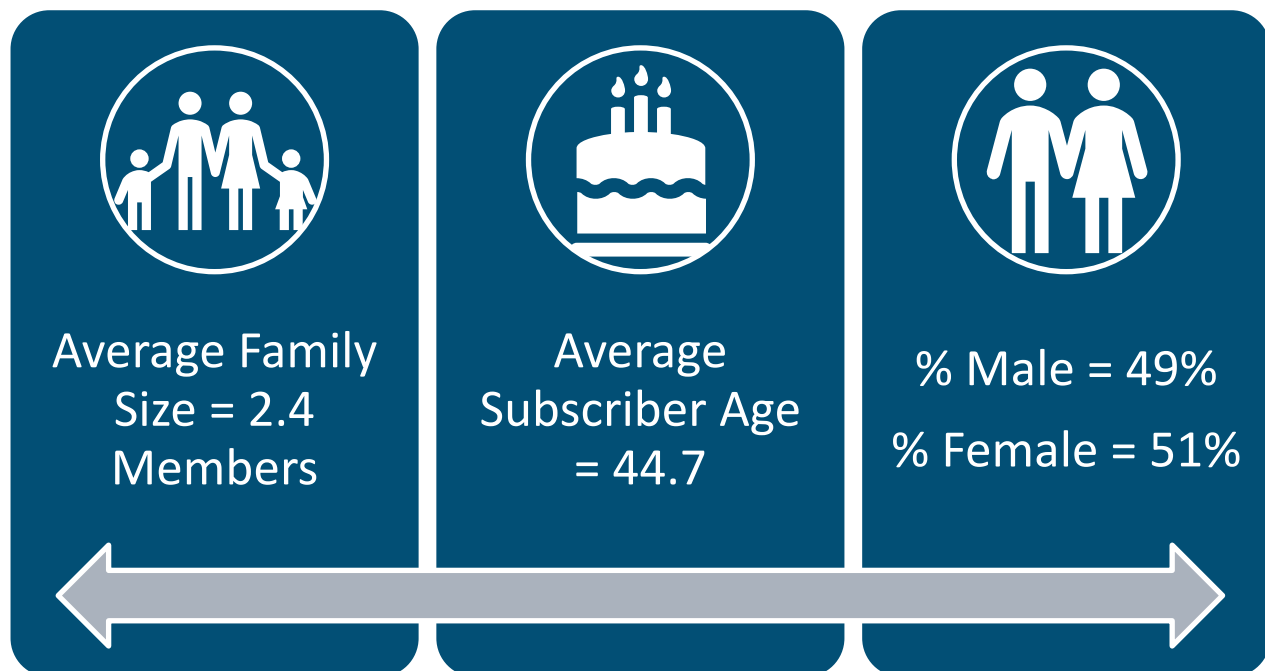 Average Family
Size = 2.4
Members
Average
Subscriber Age
= 44.7
% Male = 49%
% Female = 51%